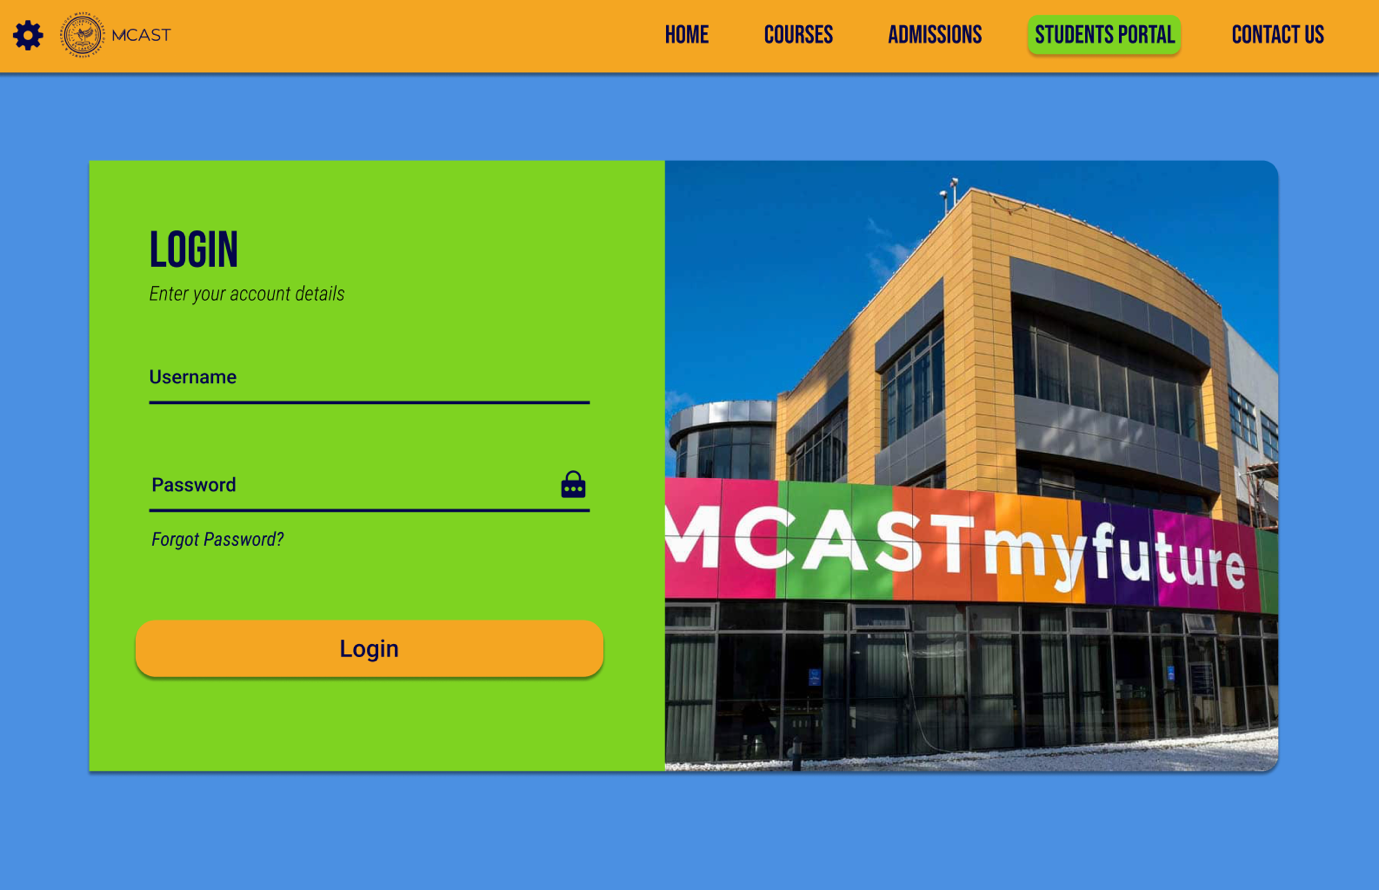 MCAST
HOME
COURSES
ADMISSIONS
STUDENTS PORTAL
CONTACT US
LOGIN
Enter your account details
Username
Password
Forgot Password?
Login
MCASTmyfuture